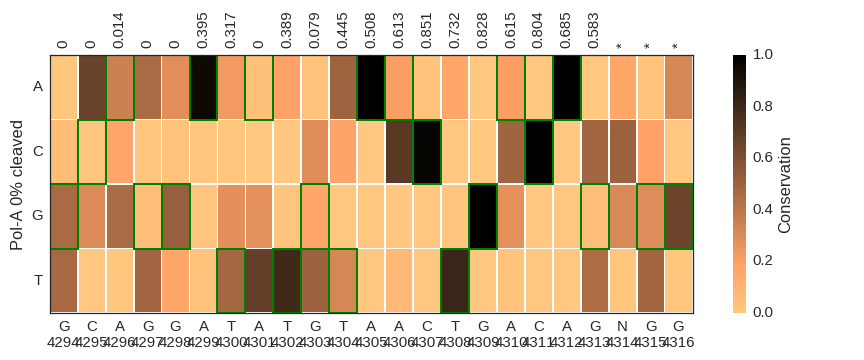 0 0 0.014 0 0 0.395 0.317 0 0.389 0.079 0.445 0.508 0.613 0.851 0.732 0.828 0.615 0.804 0.685 0.583 * * *
Pol-A 0% cleaved
A
C
G
T
G C A G G A T A T G T A A C T G A C A G N G G
4294 4295 4296 4297 4298 4299 4300 4301 4302 4303 4304 4305 4306 4307 4308 4309 4310 4311 4312 4313 4314 4315 4316
1.0
0.8
0.6
0.4
0.2
0.0
Conservation